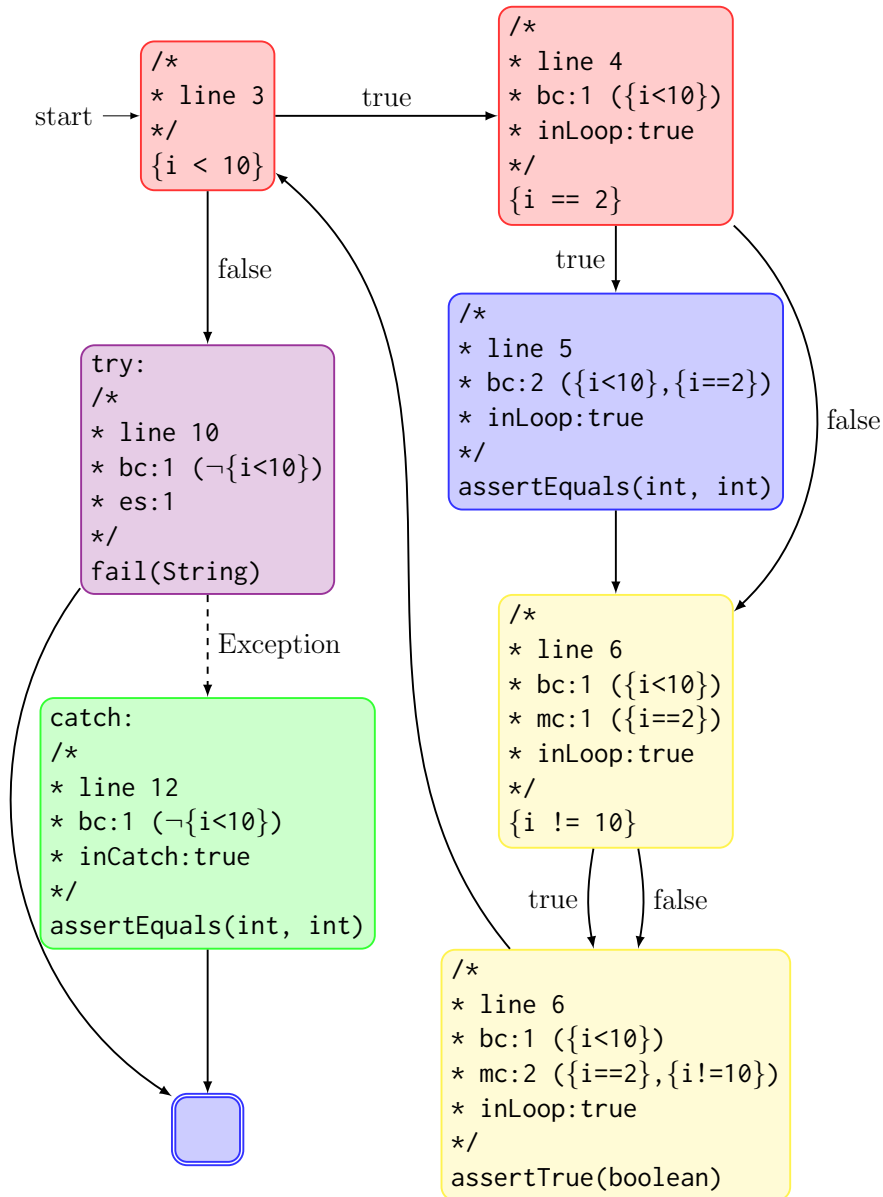 start
/*
* line 3
*/
{i < 10}
true
/*
* line 4
* bc:1 ({i<10})
* inLoop:true
*/
{i == 2}
false
true
try:
/*
* line 10
* bc:1 (¬{i<10})
* es:1
*/
fail(String)
/*
* line 5
* bc:2 ({i<10},{i==2})
* inLoop:true
*/
assertEquals(int, int)
false
Exception
catch:
/*
* line 12
* bc:1 (¬{i<10})
* inCatch:true
*/
assertEquals(int, int)
/*
* line 6
* bc:1 ({i<10})
* mc:1 ({i==2})
* inLoop:true
*/
{i != 10}
true
false
/*
* line 6
* bc:1 ({i<10})
* mc:2 ({i==2},{i!=10})
* inLoop:true
*/
assertTrue(boolean)